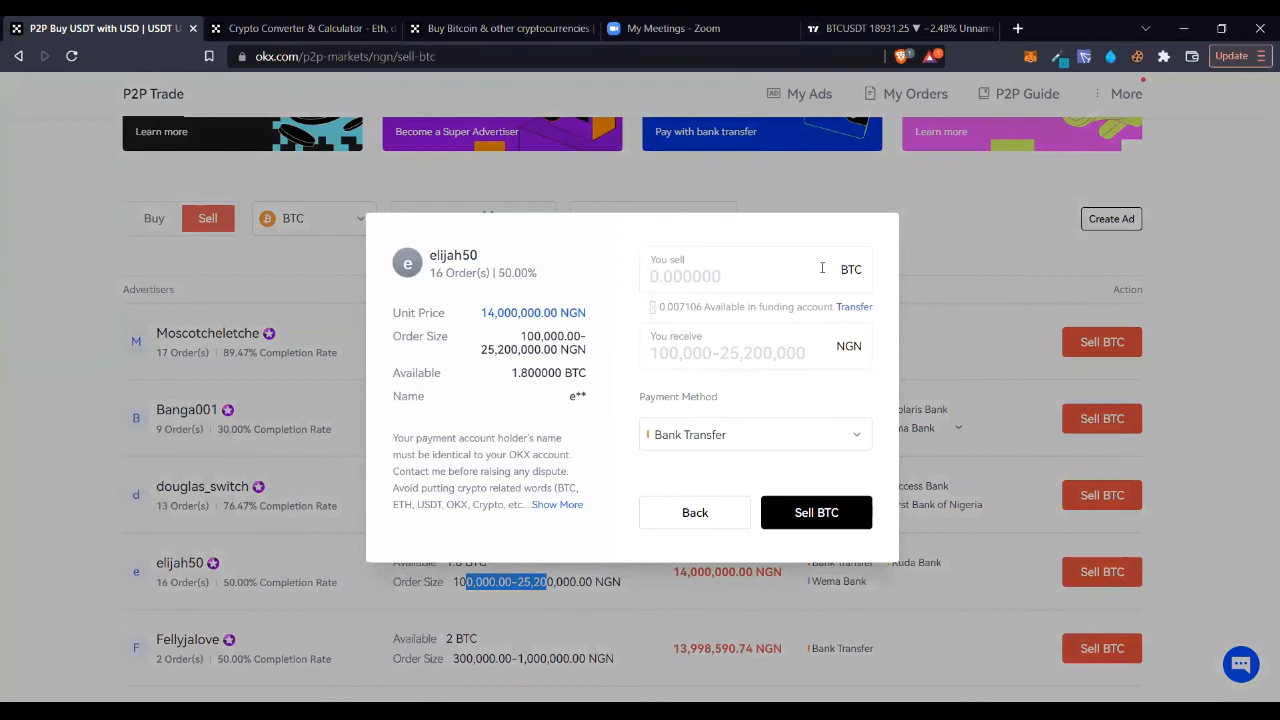 P2P Buy USDT with USD | USDT U
Crypto Converter & Calculator - Eth, d
Buy Bitcoin & other cryptocurrencies |
My Meetings - Zoom
BTCUSDT 18931.25 ▼ −2.48% Unnam
okx.com/p2p-markets/ngn/sell-btc
1
Update
P2P Trade
My Ads
My Orders
P2P Guide
More
Learn more
Become a Super Advertiser
Pay with bank transfer
Learn more
Buy
Sell
BTC
Create Ad
Advertisers
Action
M
Moscotcheletche
17 Order(s) | 89.47% Completion Rate
Sell BTC
B
Banga001
9 Order(s) | 30.00% Completion Rate
olaris Bank
ma Bank
Sell BTC
d
douglas_switch
13 Order(s) | 76.47% Completion Rate
ccess Bank
rst Bank of Nigeria
Sell BTC
e
elijah50
16 Order(s) | 50.00% Completion Rate
Available 1.8 BTC
Order Size 100,000.00-25,200,000.00 NGN
14,000,000.00 NGN
Bank Transfer
Kuda Bank
Wema Bank
Sell BTC
F
Fellyjalove
2 Order(s) | 50.00% Completion Rate
Available 2 BTC
Order Size 300,000.00-1,000,000.00 NGN
13,998,590.74 NGN
Bank Transfer
Sell BTC
e
elijah50
16 Order(s) | 50.00%
Unit Price 14,000,000.00 NGN
Order Size 100,000.00-
25,200,000.00 NGN
Available 1.800000 BTC
Name e**
Your payment account holder's name
must be identical to your OKX account.
Contact me before raising any dispute.
Avoid putting crypto related words (BTC,
ETH, USDT, OKX, Crypto, etc.... Show More
You sell
0.000000
BTC
0.007106 Available in funding account Transfer
You receive
100,000-25,200,000
NGN
Payment Method
Bank Transfer
Back
Sell BTC